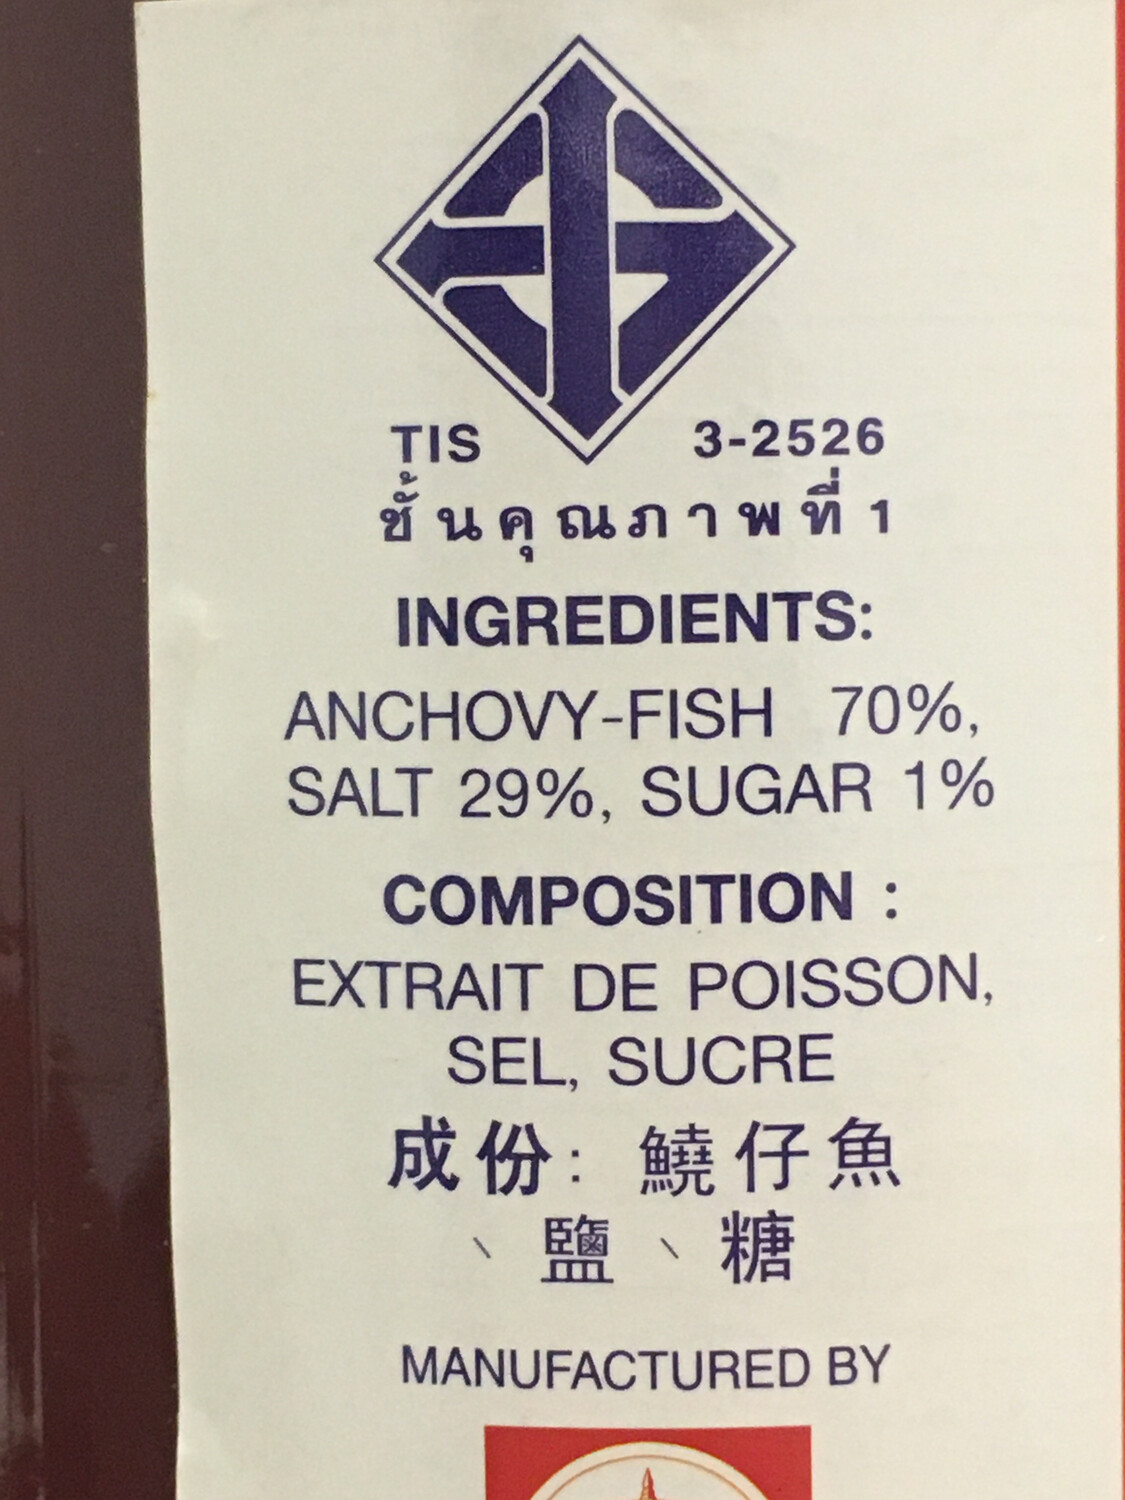 TIS 3-2526
ชั้นคุณภาพที่ 1
INGREDIENTS:
ANCHOVY-FISH 70%,
SALT 29%, SUGAR 1%
COMPOSITION :
EXTRAIT DE POISSON,
SEL, SUCRE
成份: 鱙仔魚
、鹽、糖
MANUFACTURED BY